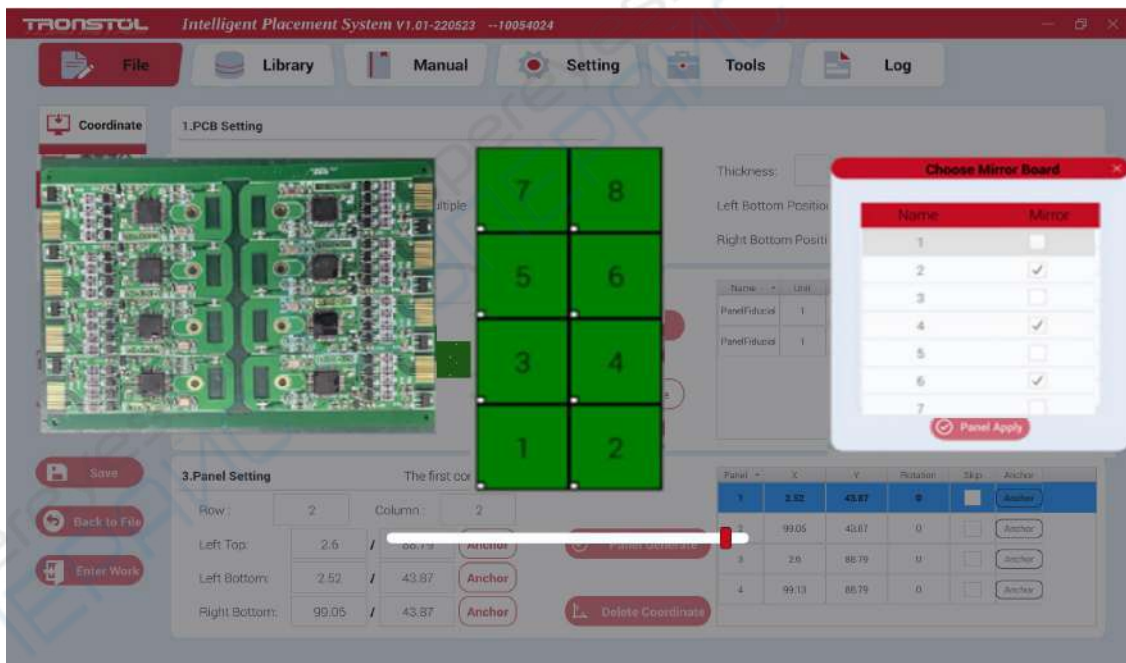 TRONSTOL Intelligent Placement System V1.01-220523 --10054024
File Library Manual Setting Tools Log
Coordinate
1.PCB Setting
Thickness:
Left Bottom Positio
Right Bottom Positi
ultiple
7 8
5 6
3 4
1 2
Choose Mirror Board
Name Mirror
1
2
3
4
5
6
7
Panel Apply
Name Unit
PanelFiducial 1
PanelFiducial 1
Save
Back to File
Enter Work
3.Panel Setting The first cor
Row : 2 Column : 2
Left Top: 2.6 / 88.79 Anchor Panel Generate
Left Bottom: 2.52 / 43.87 Anchor
Right Bottom: 99.05 / 43.87 Anchor Delete Coordinate
Panel X Y Rotation Skip Anchor
1 2.52 43.87 0 Anchor
2 99.05 43.87 0 Anchor
3 2.6 88.79 0 Anchor
4 99.13 88.79 0 Anchor